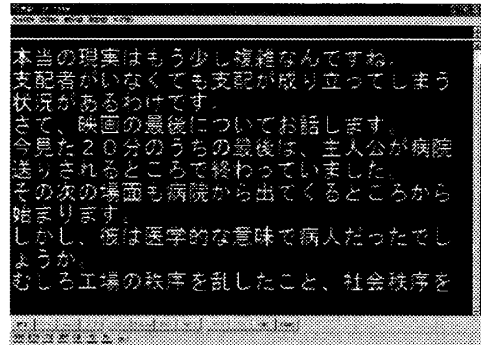 本当の現実はもう少し複雑なんですね。
支配者がいなくても支配が成り立ってしまう
状況があるわけです。
さて、映画の最後についてお話します。
今見た２０分のうちの最後は、主人公が病院
送りされるところで終わっていました。
その次の場面も病院から出てくるところから
始まります。
しかし、彼は医学的な意味で病人だったでし
ょうか。
むしろ工場の秩序を乱したこと、社会秩序を